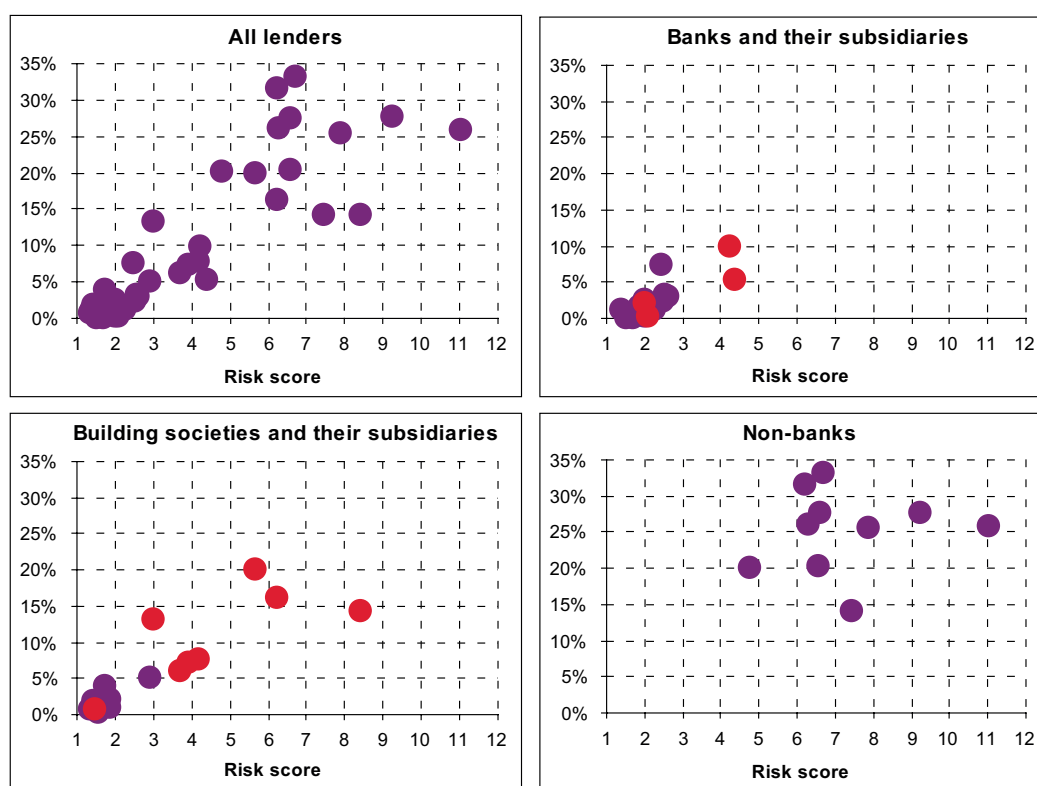 All lenders
35%
30%
25%
20%
15%
10%
5%
0%
1 2 3 4 5 6 7 8 9 10 11 12
Risk score
Banks and their subsidiaries
35%
30%
25%
20%
15%
10%
5%
0%
1 2 3 4 5 6 7 8 9 10 11 12
Risk score
Building societies and their subsidiaries
35%
30%
25%
20%
15%
10%
5%
0%
1 2 3 4 5 6 7 8 9 10 11 12
Risk score
Non-banks
35%
30%
25%
20%
15%
10%
5%
0%
1 2 3 4 5 6 7 8 9 10 11 12
Risk score